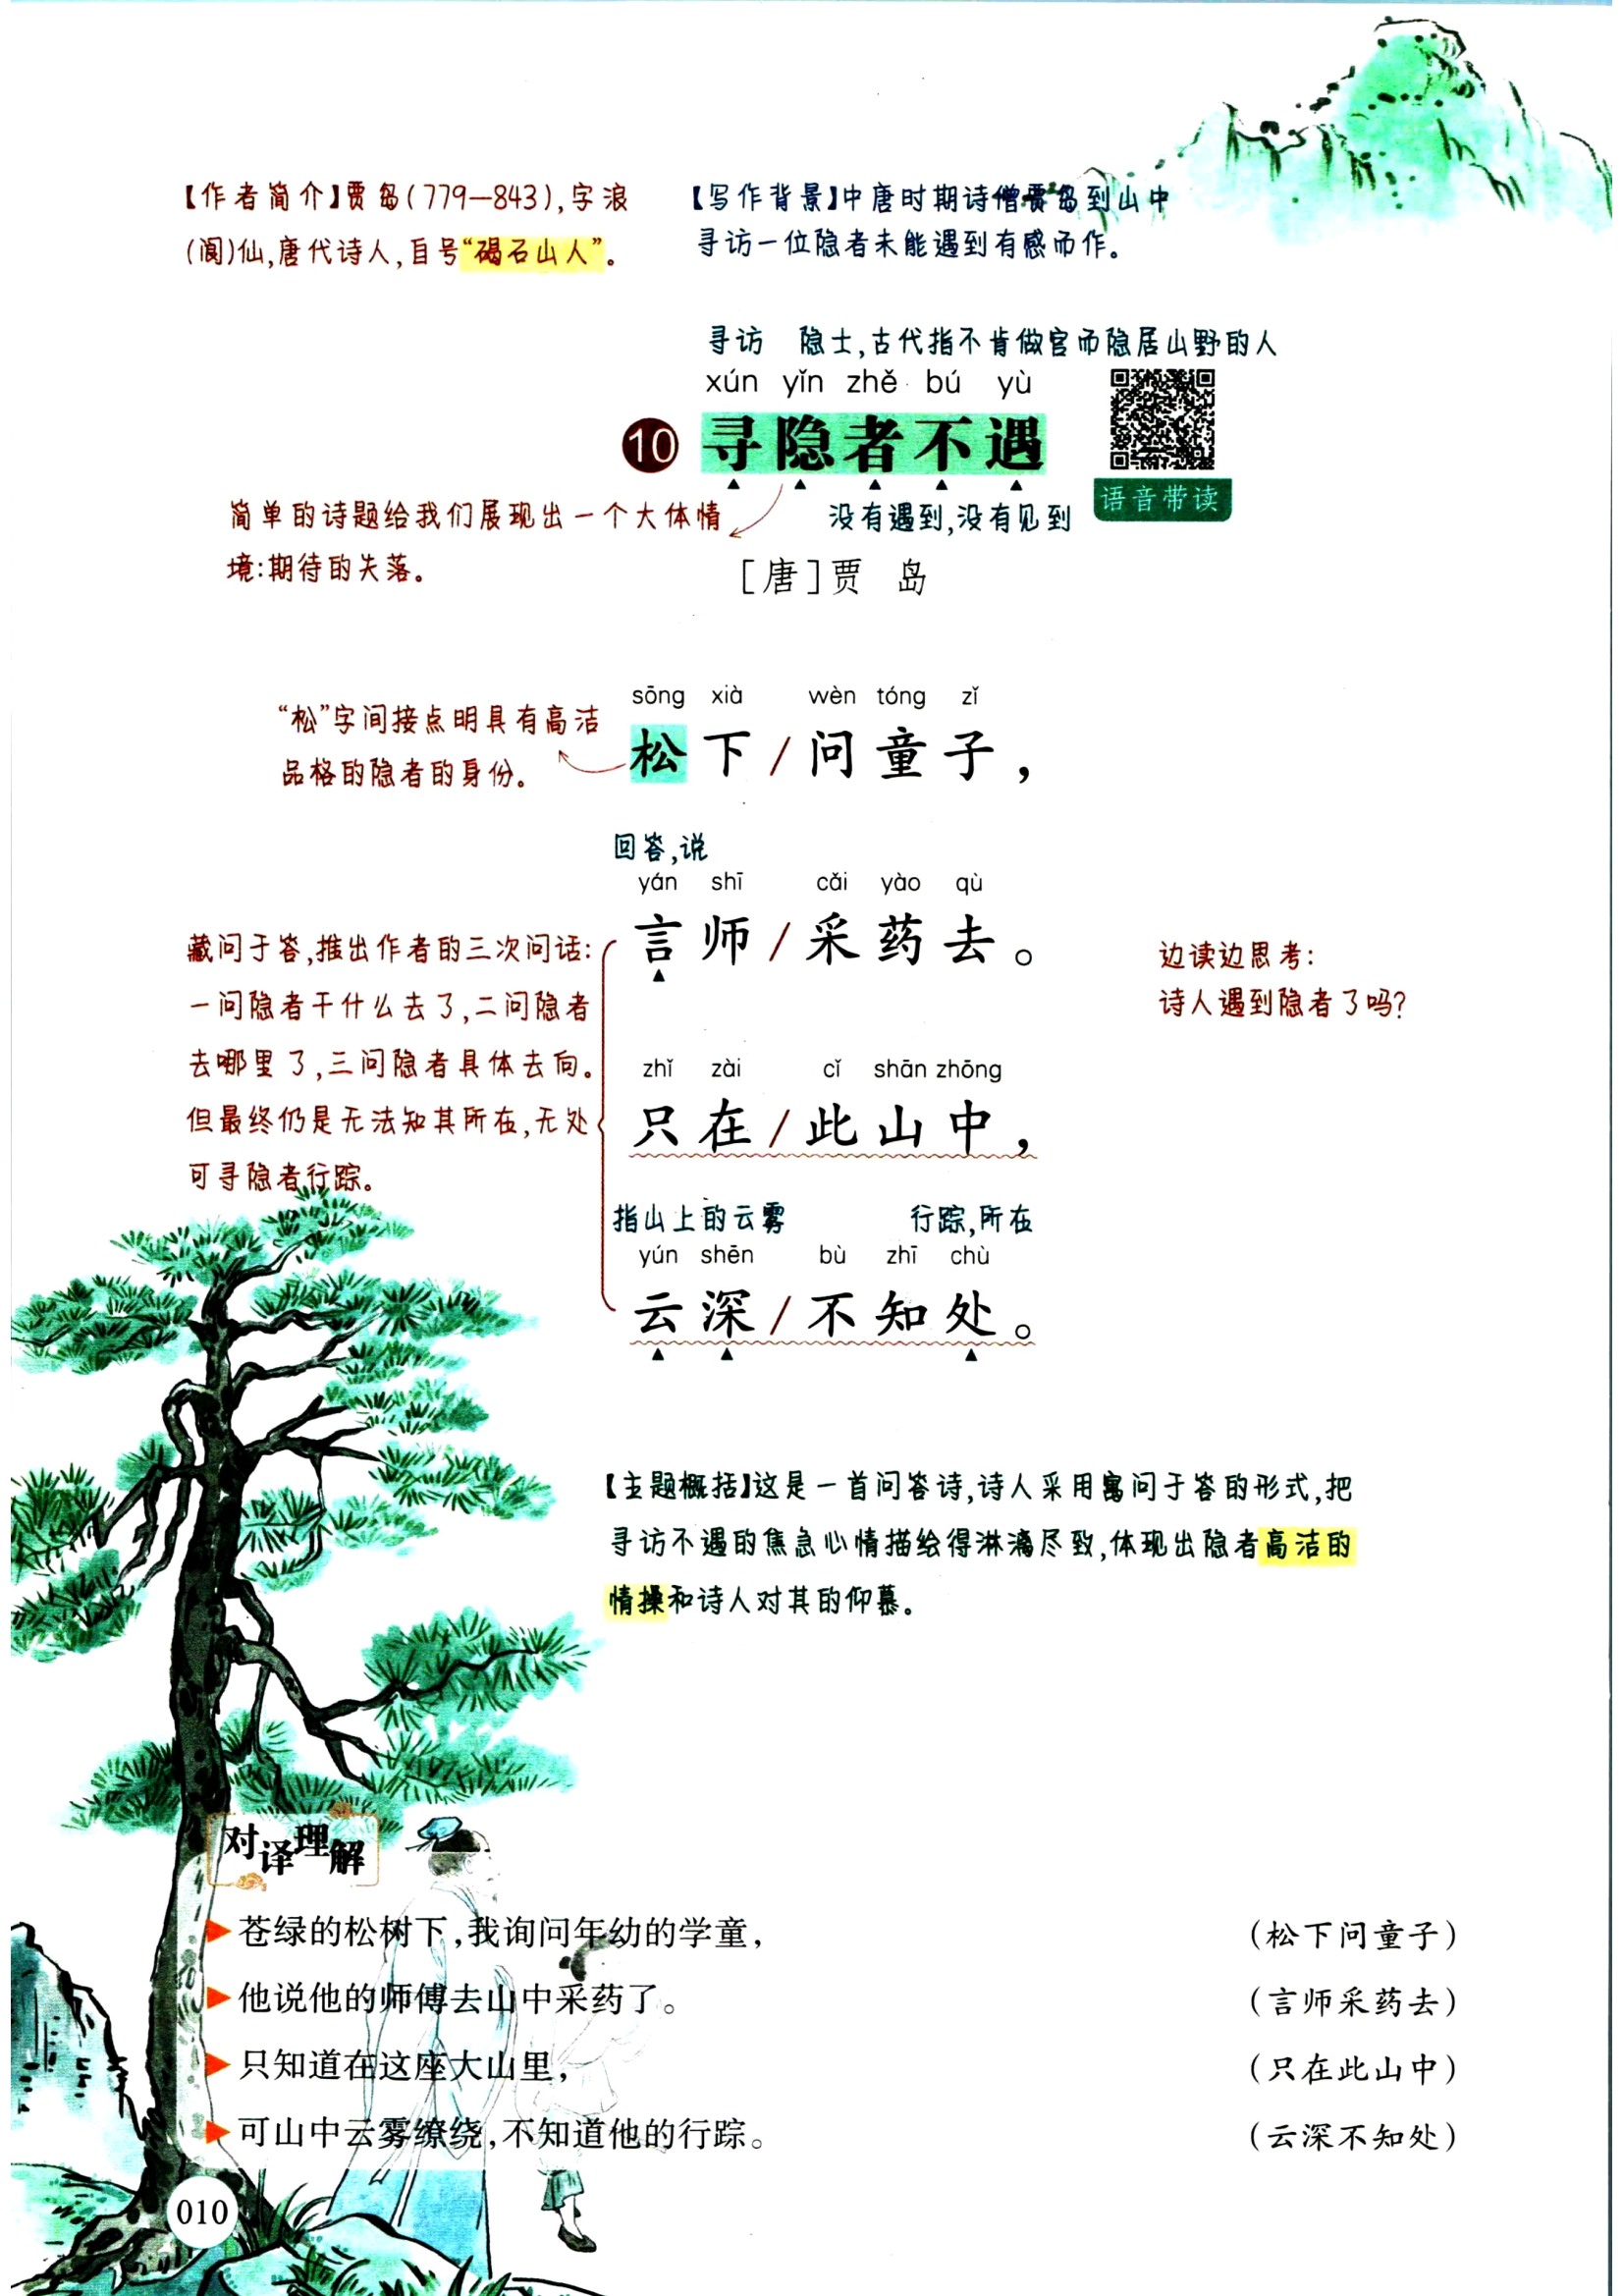 【作者简介】贾岛(779—843),字浪
(阆)仙,唐代诗人,自号“碣石山人”。
【写作背景】中唐时期诗僧贾岛到山中
寻访一位隐者未能遇到有感而作。
寻访 隐士,古代指不肯做官而隐居山野的人
xún yǐn zhě bú yù
10 寻隐者不遇
语音带读
没有遇到,没有见到
简单的诗题给我们展现出一个大体情
境:期待的失落。
[唐]贾 岛
“松”字间接点明具有高洁
品格的隐者的身份。
sōng xià wèn tóng zǐ
松下/问童子,
回答,说
yán shī cǎi yào qù
言师/采药去。
藏问于答,推出作者的三次问话:
一问隐者干什么去了,二问隐者
去哪里了,三问隐者具体去向。
但最终仍是无法知其所在,无处
可寻隐者行踪。
边读边思考:
诗人遇到隐者了吗?
zhǐ zài cǐ shān zhōng
只在/此山中,
指山上的云雾 行踪,所在
yún shēn bù zhī chù
云深/不知处。
【主题概括】这是一首问答诗,诗人采用寓问于答的形式,把
寻访不遇的焦急心情描绘得淋漓尽致,体现出隐者高洁的
情操和诗人对其的仰慕。
对译理解
苍绿的松树下,我询问年幼的学童, (松下问童子)
他说他的师傅去山中采药了。 (言师采药去)
只知道在这座大山里, (只在此山中)
可山中云雾缭绕,不知道他的行踪。 (云深不知处)
010